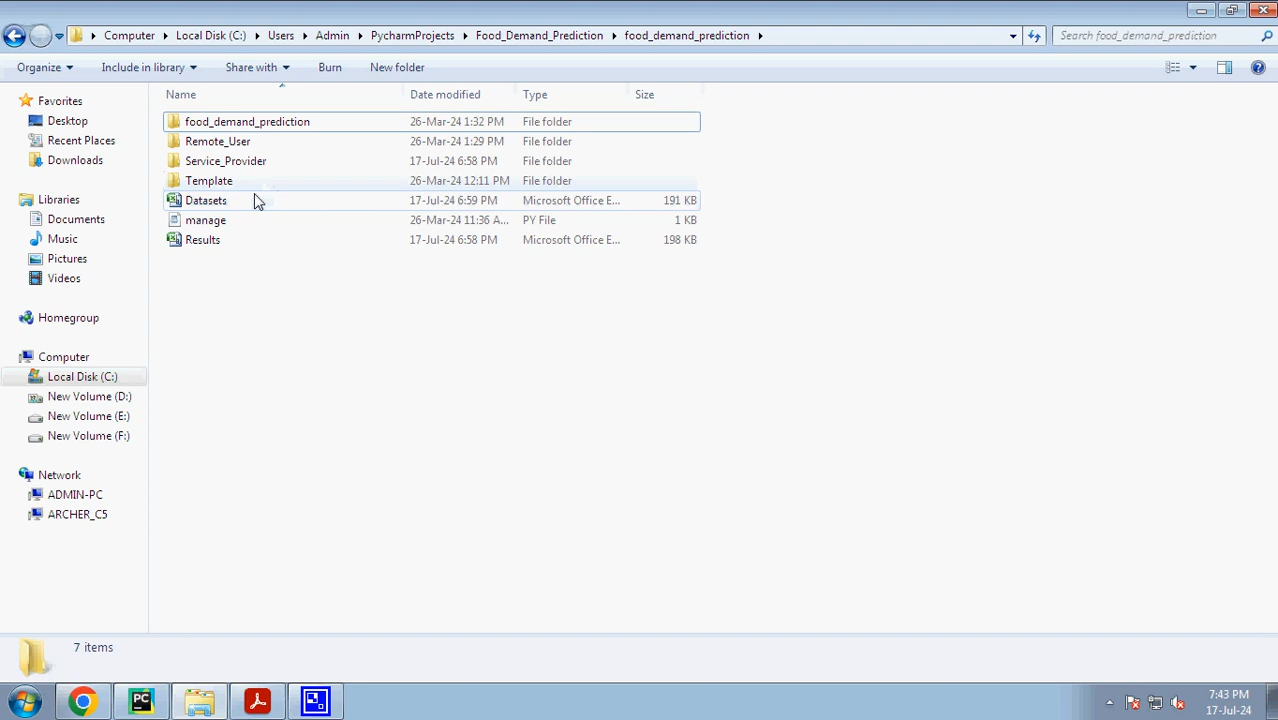 Computer Local Disk (C:) Users Admin PycharmProjects Food_Demand_Prediction food_demand_prediction Search food_demand_prediction
Organize Include in library Share with Burn New folder
Name Date modified Type Size
Favorites
Desktop
Recent Places
Downloads
Libraries
Documents
Music
Pictures
Videos
Homegroup
Computer
Local Disk (C:)
New Volume (D:)
New Volume (E:)
New Volume (F:)
Network
ADMIN-PC
ARCHER_C5
food_demand_prediction 26-Mar-24 1:32 PM File folder
Remote_User 26-Mar-24 1:29 PM File folder
Service_Provider 17-Jul-24 6:58 PM File folder
Template 26-Mar-24 12:11 PM File folder
Datasets 17-Jul-24 6:59 PM Microsoft Office E... 191 KB
manage 26-Mar-24 11:36 A... PY File 1 KB
Results 17-Jul-24 6:58 PM Microsoft Office E... 198 KB
7 items
PC
7:43 PM
17-Jul-24